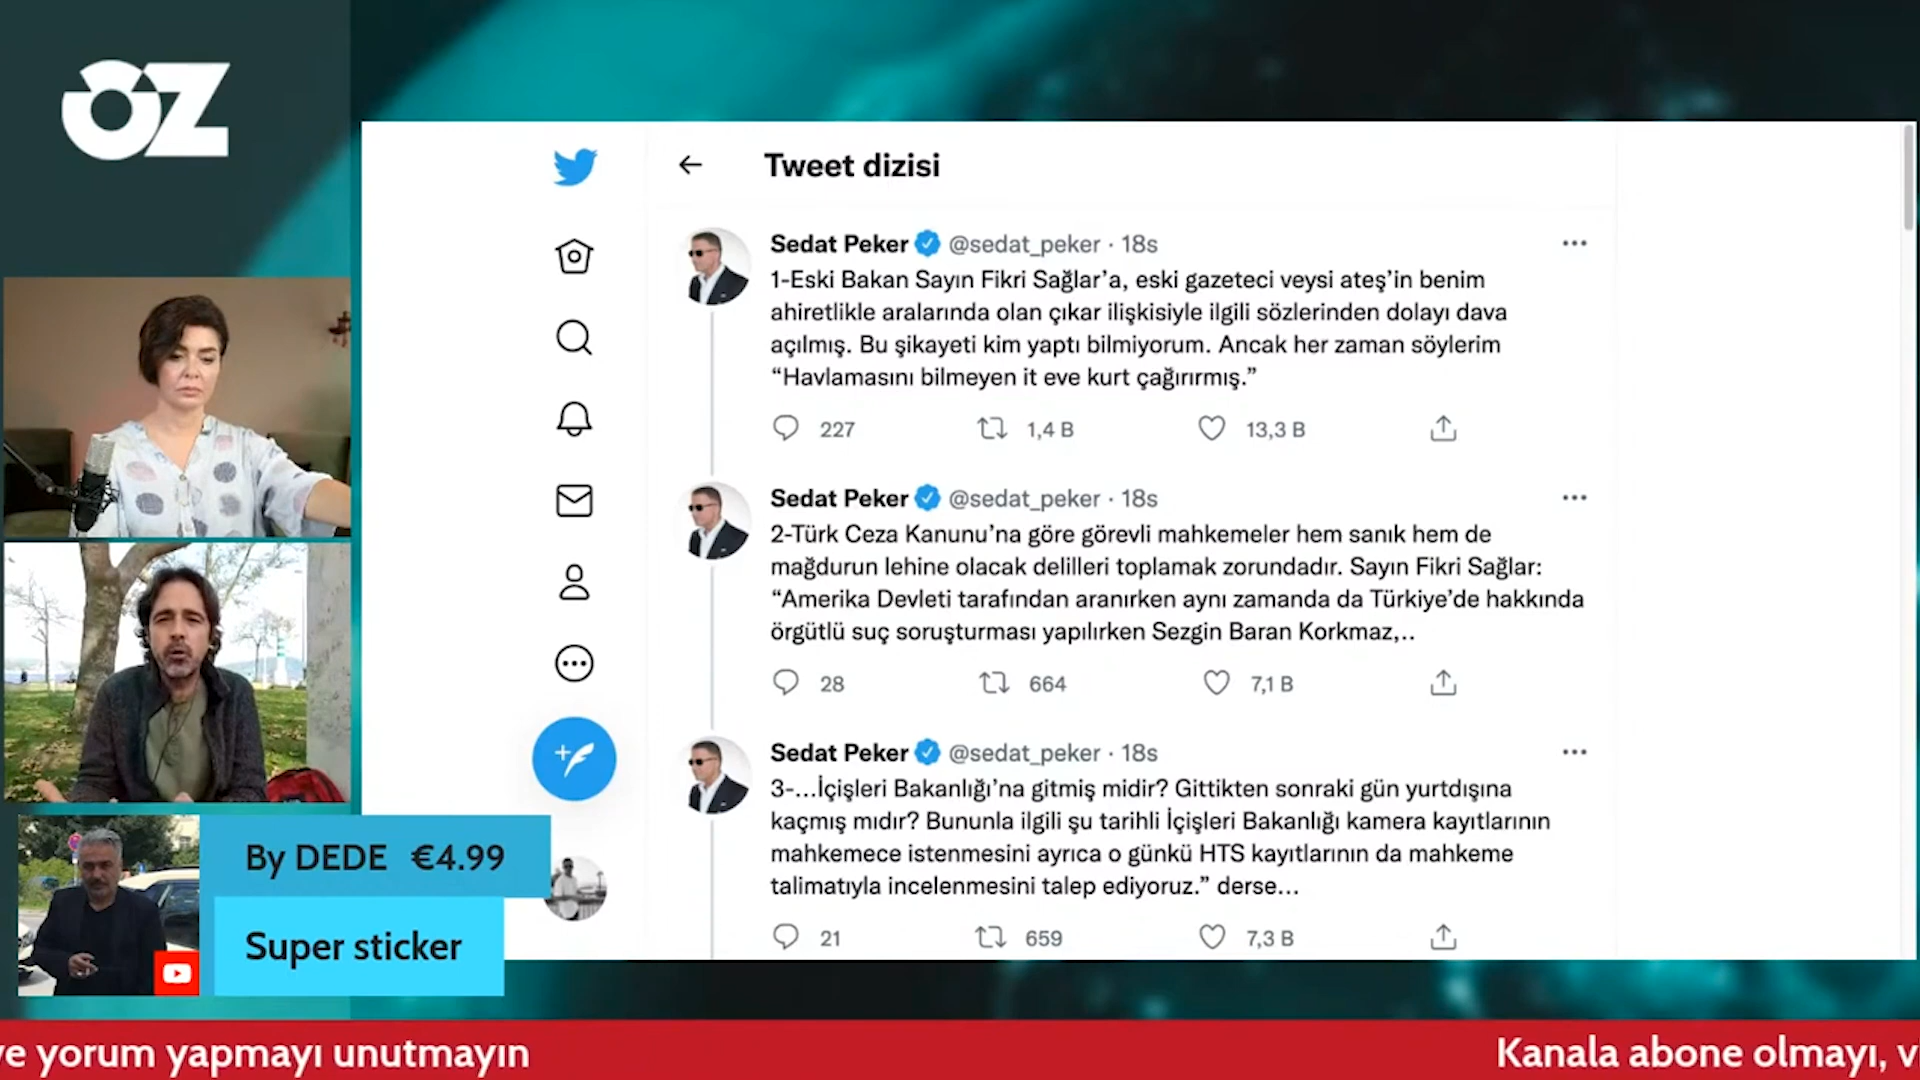 ÖZ
Tweet dizisi
Sedat Peker @sedat_peker · 18s
1-Eski Bakan Sayın Fikri Sağlar’a, eski gazeteci veysi ateş’in benim
ahiretlikle aralarında olan çıkar ilişkisiyle ilgili sözlerinden dolayı dava
açılmış. Bu şikayeti kim yaptı bilmiyorum. Ancak her zaman söylerim
“Havlamasını bilmeyen it eve kurt çağırırmış.”
227 1,4 B 13,3 B
Sedat Peker @sedat_peker · 18s
2-Türk Ceza Kanunu’na göre görevli mahkemeler hem sanık hem de
mağdurun lehine olacak delilleri toplamak zorundadır. Sayın Fikri Sağlar:
“Amerika Devleti tarafından aranırken aynı zamanda da Türkiye’de hakkında
örgütlü suç soruşturması yapılırken Sezgin Baran Korkmaz,..
28 664 7,1 B
Sedat Peker @sedat_peker · 18s
3-...İçişleri Bakanlığı’na gitmiş midir? Gittikten sonraki gün yurtdışına
kaçmış mıdır? Bununla ilgili şu tarihli İçişleri Bakanlığı kamera kayıtlarının
mahkemece istenmesini ayrıca o günkü HTS kayıtlarının da mahkeme
talimatıyla incelenmesini talep ediyoruz.” derse...
21 659 7,3 B
By DEDE €4.99
Super sticker
ve yorum yapmayı unutmayın
Kanala abone olmayı, v